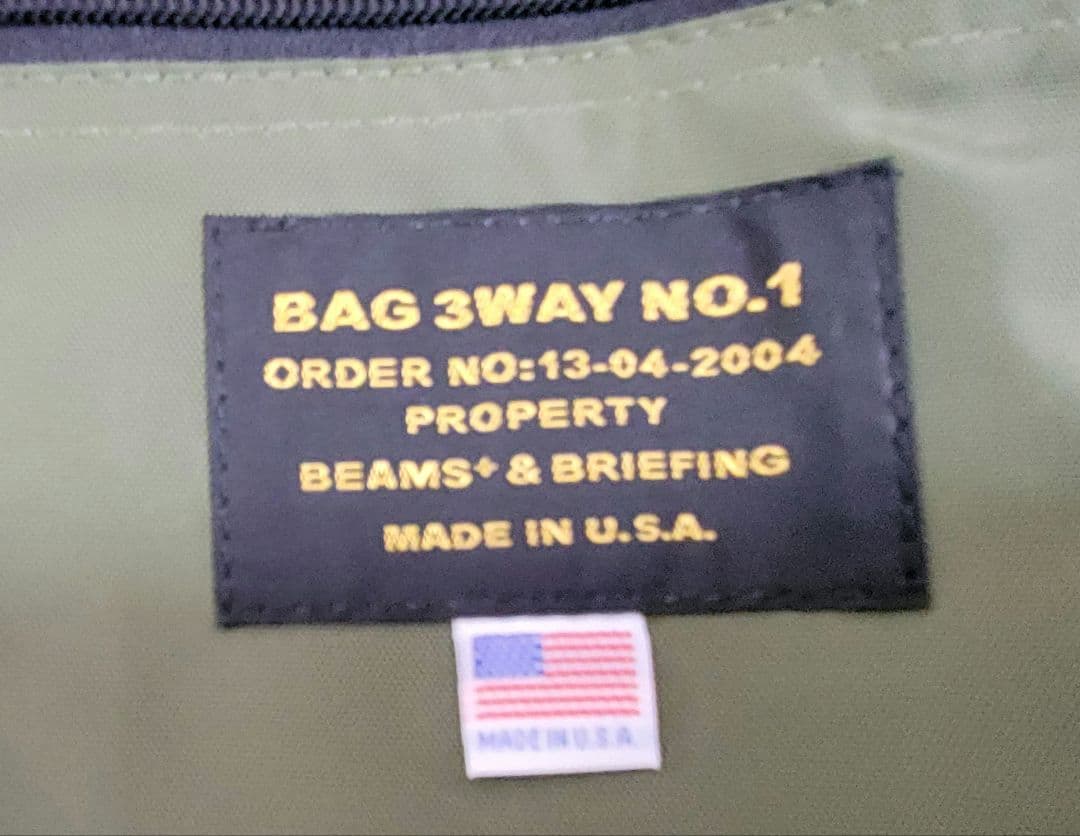 BAG 3WAY NO.1
ORDER NO:13-04-2004
PROPERTY
BEAMS+ & BRIEFING
MADE IN U.S.A.
MADE IN U.S.A.